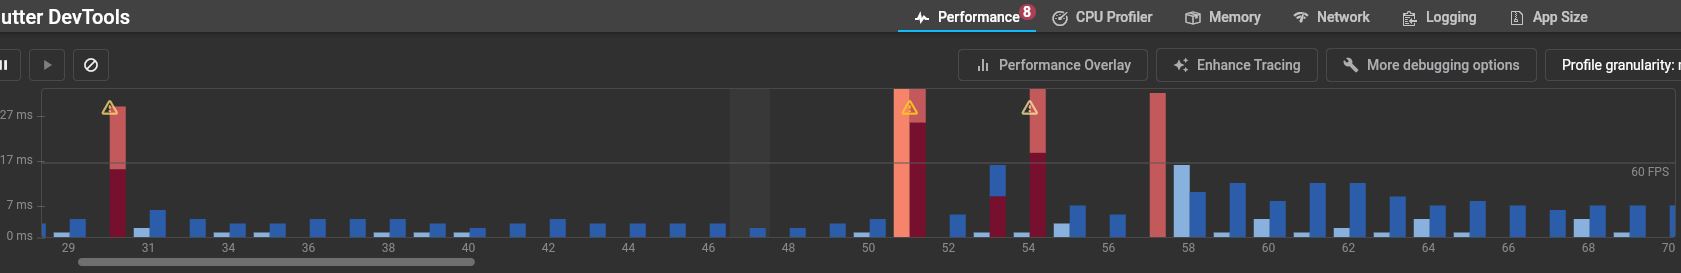 utter DevTools
Performance 8 CPU Profiler Memory Network Logging App Size
Performance Overlay Enhance Tracing More debugging options Profile granularity:
27 ms
17 ms
60 FPS
7 ms
0 ms
29 31 34 36 38 40 42 44 46 48 50 52 54 56 58 60 62 64 66 68 70